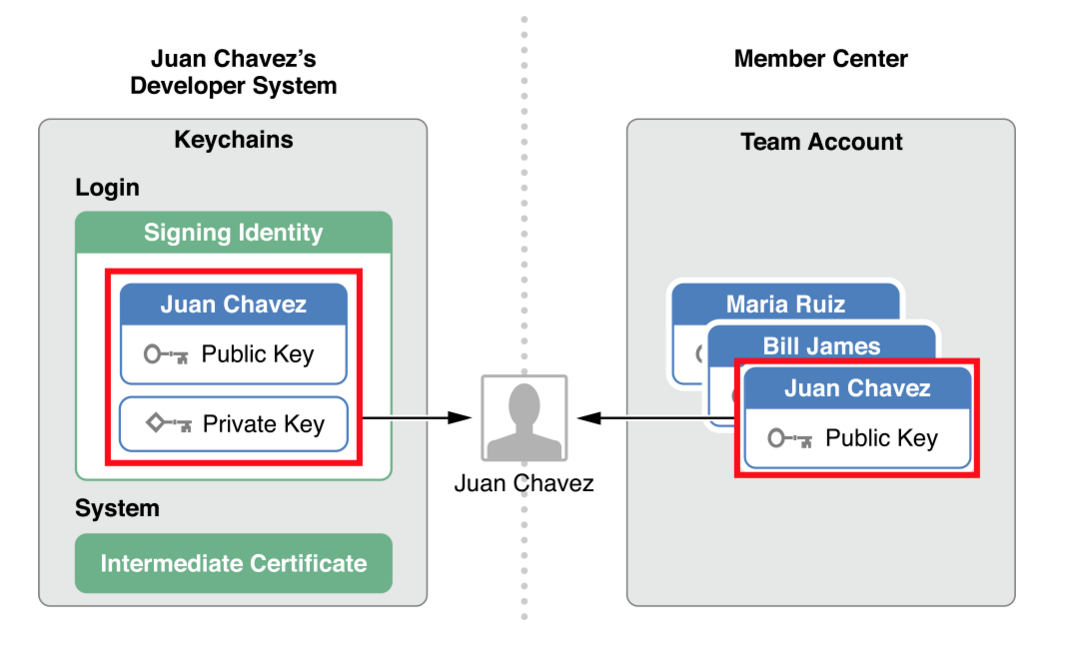 Juan Chavez’s
Developer System
Keychains
Login
Signing Identity
Juan Chavez
Public Key
Private Key
System
Intermediate Certificate
Juan Chavez
Member Center
Team Account
Maria Ruiz
Bill James
Juan Chavez
Public Key